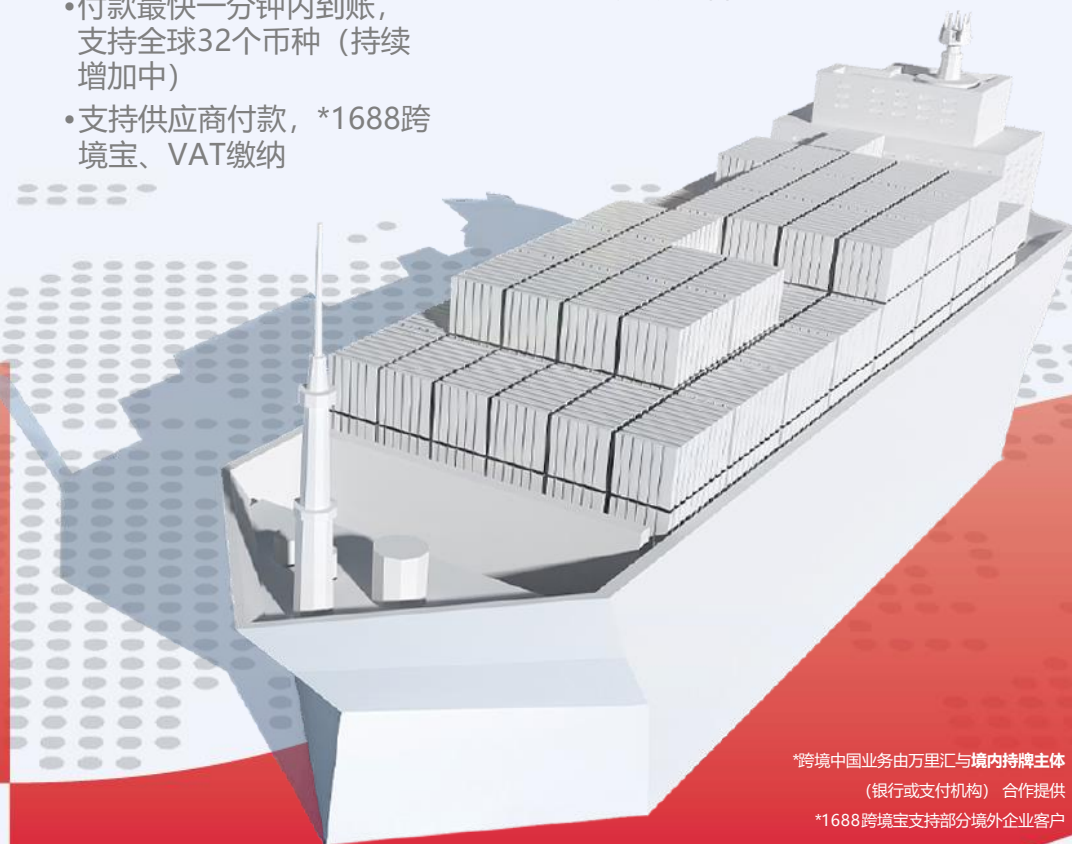 •付款最快一分钟内到账，
支持全球32个币种（持续
增加中）
•支持供应商付款，*1688跨
境宝、VAT缴纳
*跨境中国业务由万里汇与境内持牌主体
（银行或支付机构） 合作提供
*1688跨境宝支持部分境外企业客户